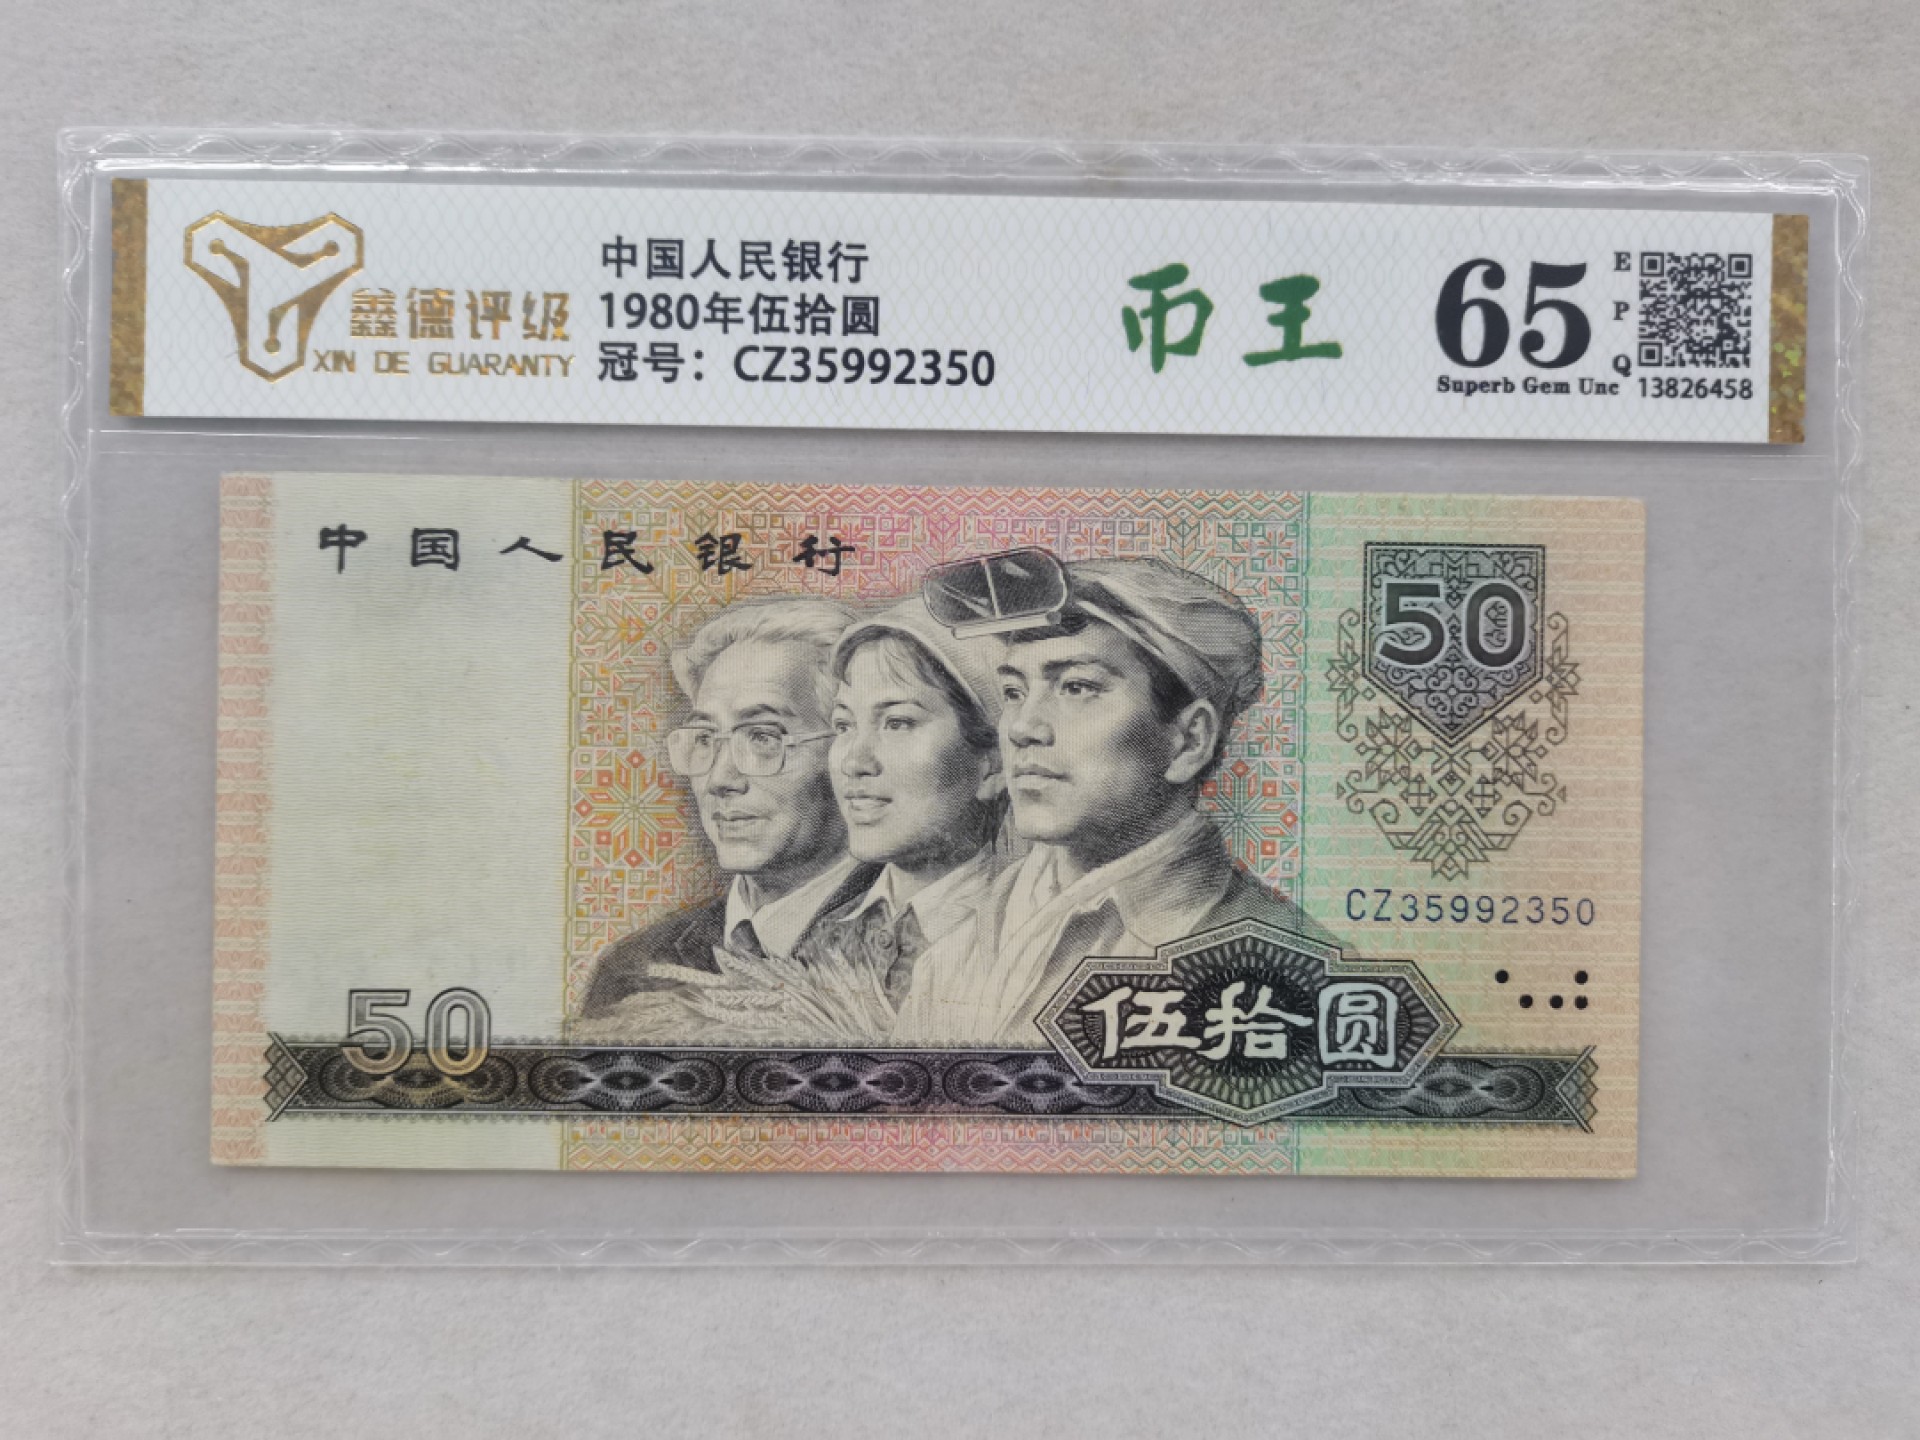 鑫德评级
XIN DE GUARANTY
中国人民银行
1980年伍拾圆
冠号：CZ35992350
币王
65
EPQ
Superb Gem Unc
13826458
中国人民银行
50
CZ35992350
50
伍拾圆